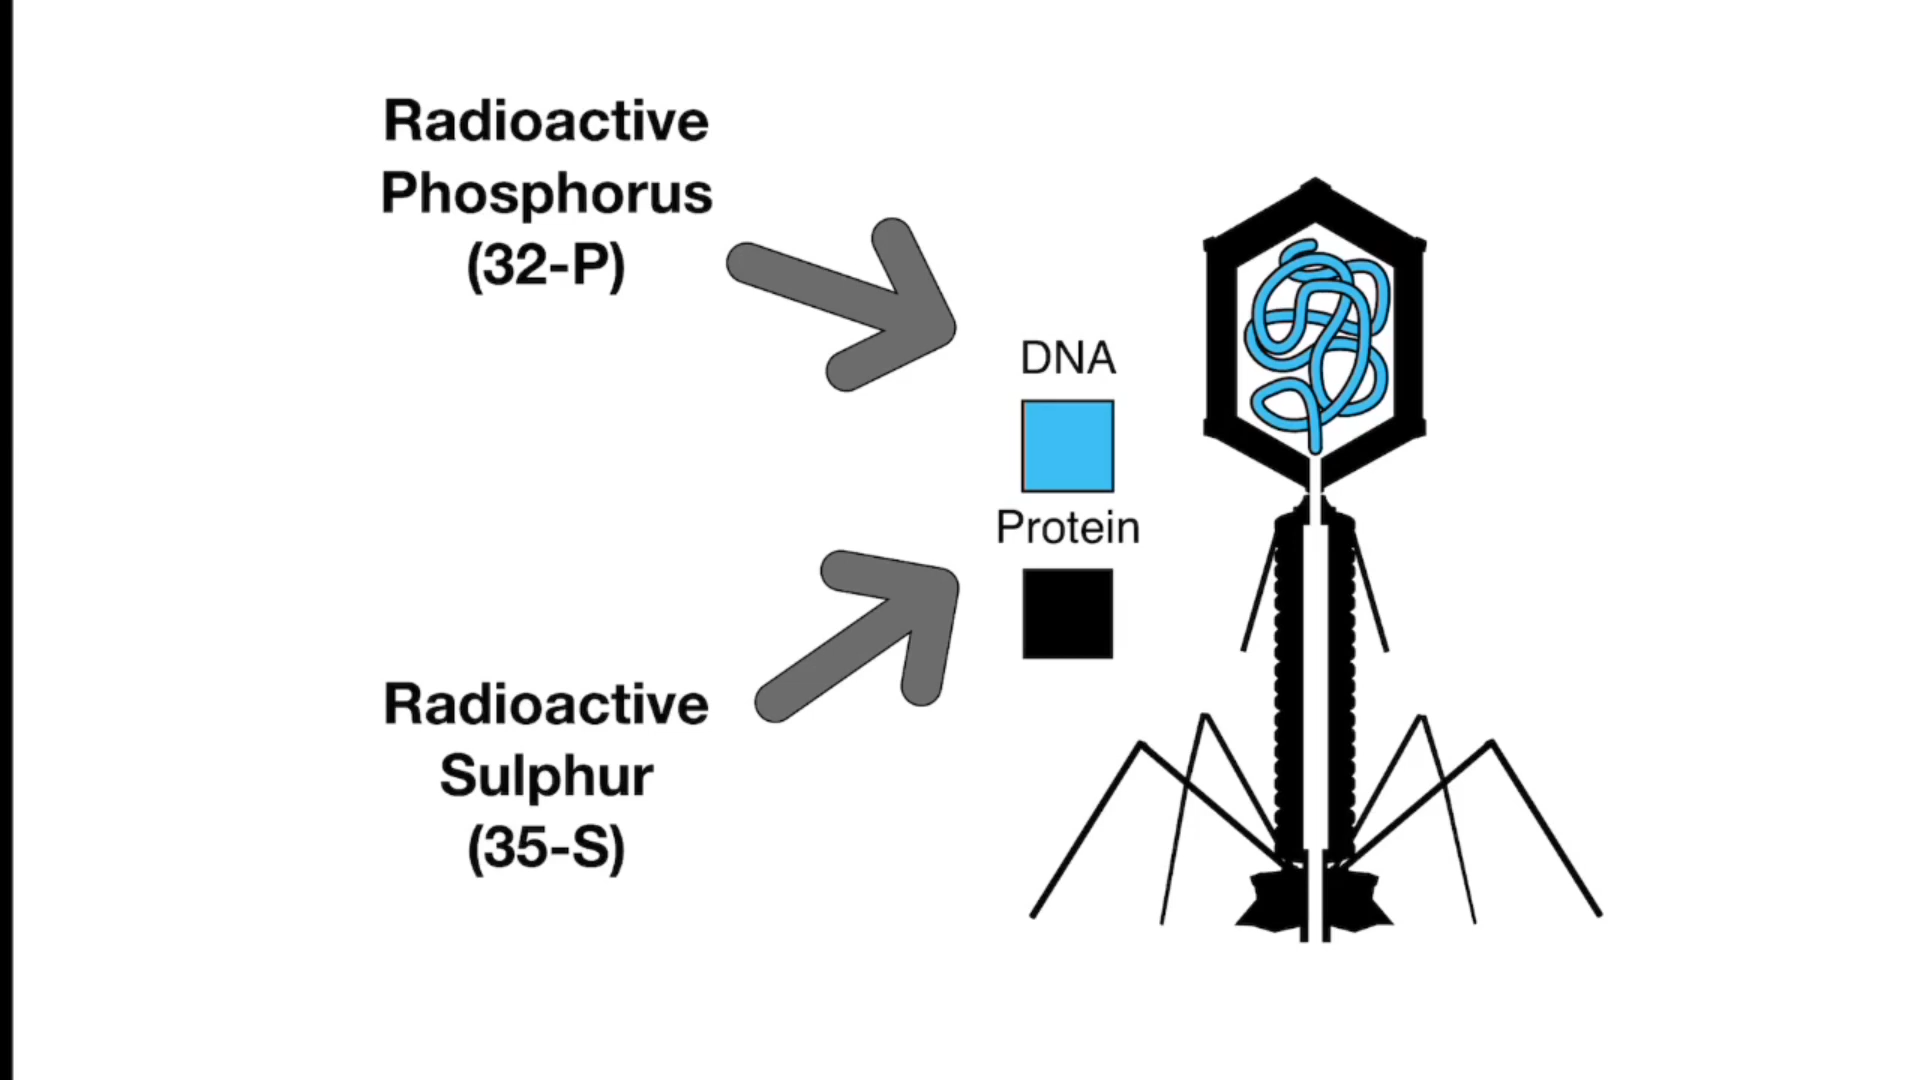 Radioactive
Phosphorus
(32-P)
DNA
Protein
Radioactive
Sulphur
(35-S)